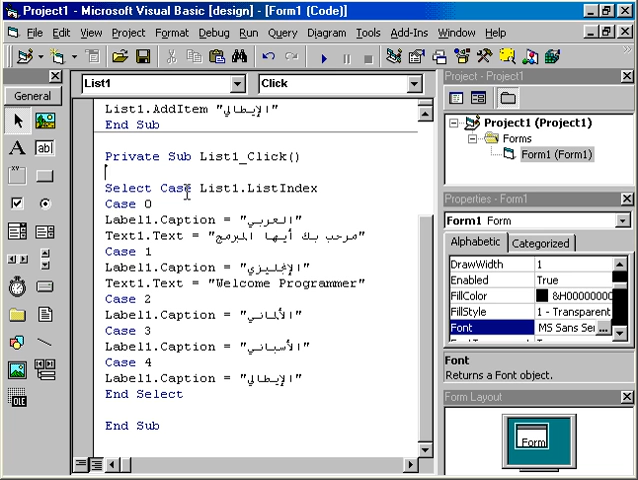 Project1 - Microsoft Visual Basic [design] - [Form1 (Code)]
File Edit View Project Format Debug Run Query Diagram Tools Add-Ins Window Help
General
A
ab|
xv
OLE
List1
Click
List1.AddItem "الإيطالي"
End Sub
Private Sub List1_Click()
Select Case List1.ListIndex
Case 0
Label1.Caption = "العربي"
Text1.Text = "مرحب بك أيها المبرمج"
Case 1
Label1.Caption = "الإنجليزي"
Text1.Text = "Welcome Programmer"
Case 2
Label1.Caption = "الألماني"
Case 3
Label1.Caption = "الأسباني"
Case 4
Label1.Caption = "الإيطالي"
End Select
End Sub
Project - Project1
Project1 (Project1)
Forms
Form1 (Form1)
Properties - Form1
Form1 Form
Alphabetic Categorized
DrawWidth 1
Enabled True
FillColor &H00000000
FillStyle 1 - Transparent
Font MS Sans Ser ...
Font
Returns a Font object.
Form Layout
Form